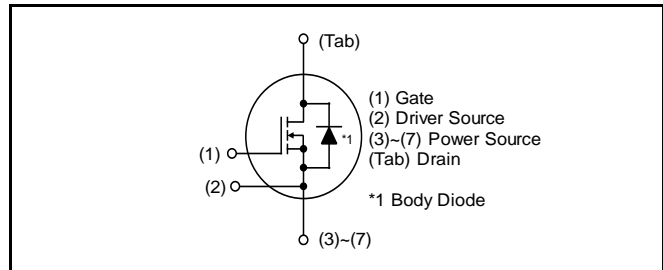 (Tab)
(1) Gate
(2) Driver Source
(3)~(7) Power Source
(Tab) Drain
*1
(1)
(2)
*1 Body Diode
(3)~(7)